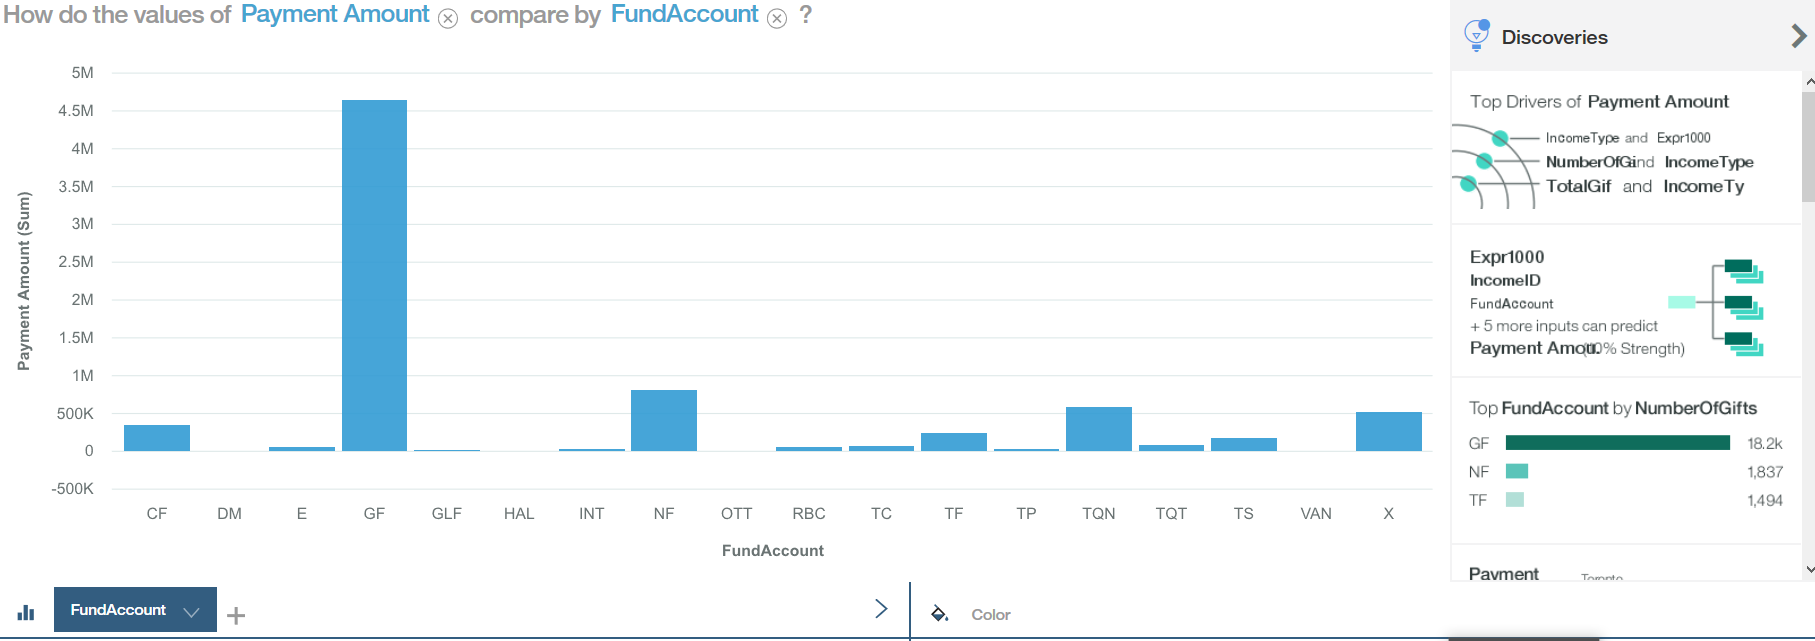 How do the values of Payment Amount compare by FundAccount ?
Discoveries
Payment Amount (Sum)
5M
4.5M
4M
3.5M
3M
2.5M
2M
1.5M
1M
500K
0
-500K
CF DM E GF GLF HAL INT NF OTT RBC TC TF TP TQN TQT TS VAN X
FundAccount
Top Drivers of Payment Amount
IncomeType and Expr1000
NumberOfGi and IncomeType
TotalGif and IncomeTy
Expr1000
IncomeID
FundAccount
+ 5 more inputs can predict
Payment Amou (10% Strength)
Top FundAccount by NumberOfGifts
GF 18.2k
NF 1,837
TF 1,494
Payment Toronto
FundAccount
Color